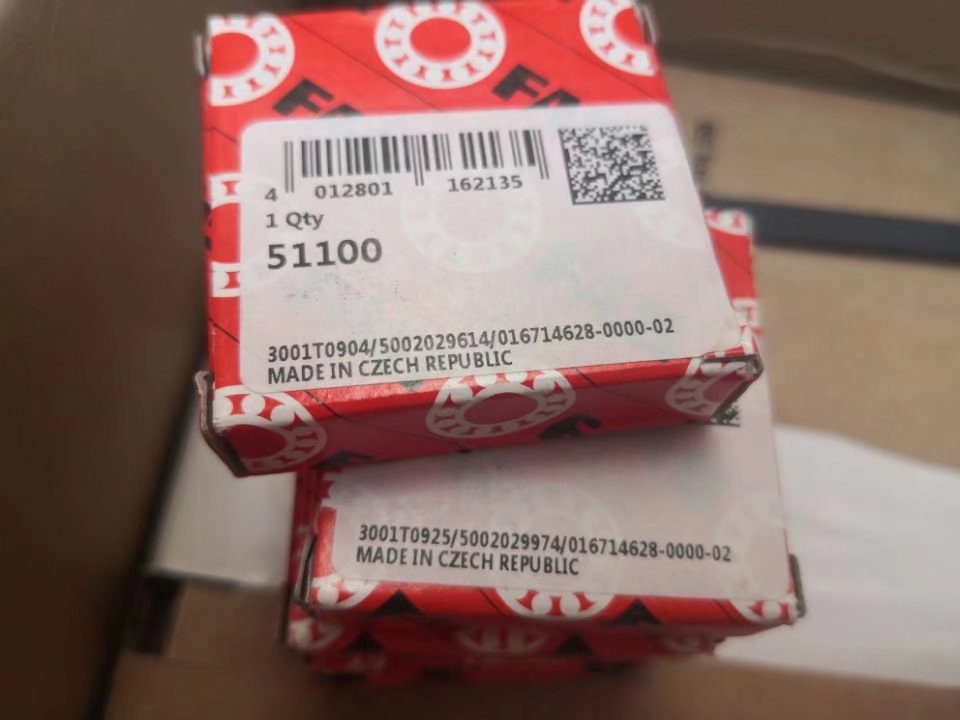 4 012801 162135
1 Qty
51100
3001T0904/5002029614/016714628-0000-02
MADE IN CZECH REPUBLIC
3001T0925/5002029974/016714628-0000-02
MADE IN CZECH REPUBLIC